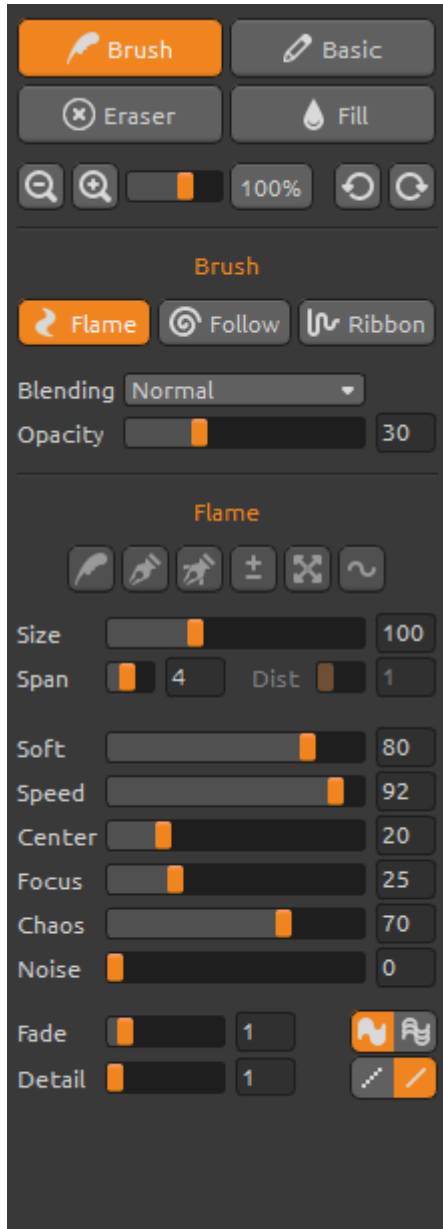 Brush Basic
Eraser Fill
100%
Brush
Flame Follow Ribbon
Blending Normal
Opacity 30
Flame
Size 100
Span 4 Dist 1
Soft 80
Speed 92
Center 20
Focus 25
Chaos 70
Noise 0
Fade 1
Detail 1